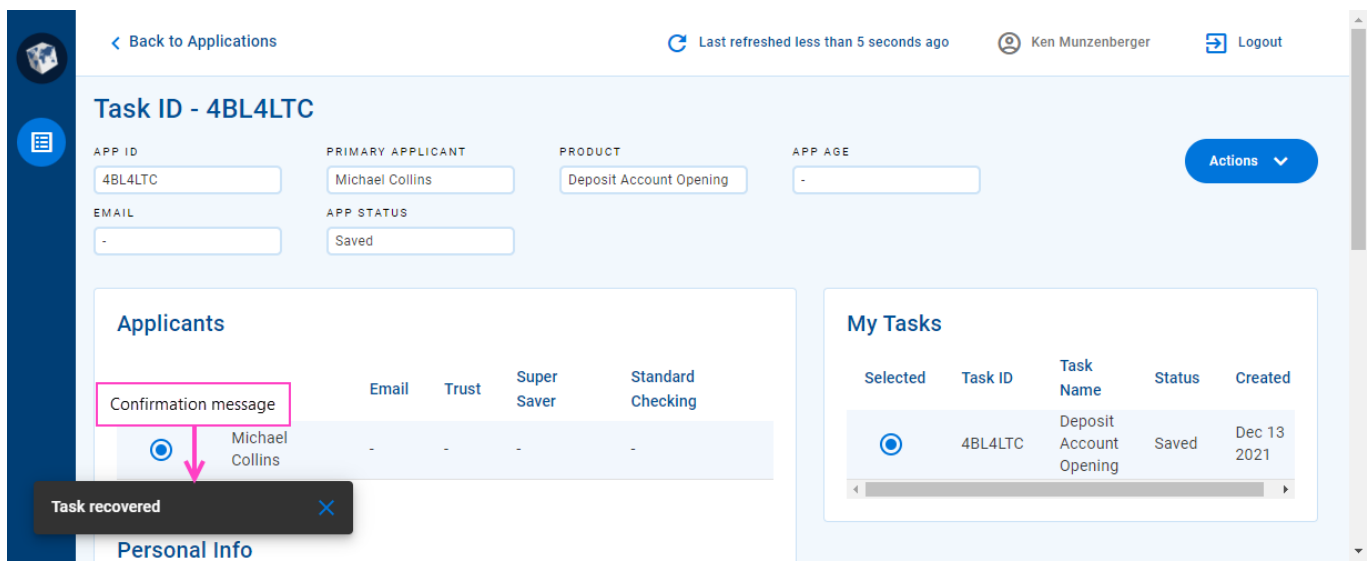 Back to Applications
Last refreshed less than 5 seconds ago
Ken Munzenberger
Logout
Task ID - 4BL4LTC
APP ID
PRIMARY APPLICANT
PRODUCT
APP AGE
4BL4LTC
Michael Collins
Deposit Account Opening
-
Actions
EMAIL
APP STATUS
-
Saved
Applicants
Email
Trust
Super
Saver
Standard
Checking
Confirmation message
Michael
Collins
-
-
-
-
Task recovered
Personal Info
My Tasks
Selected
Task ID
Task
Name
Status
Created
4BL4LTC
Deposit
Account
Opening
Saved
Dec 13
2021